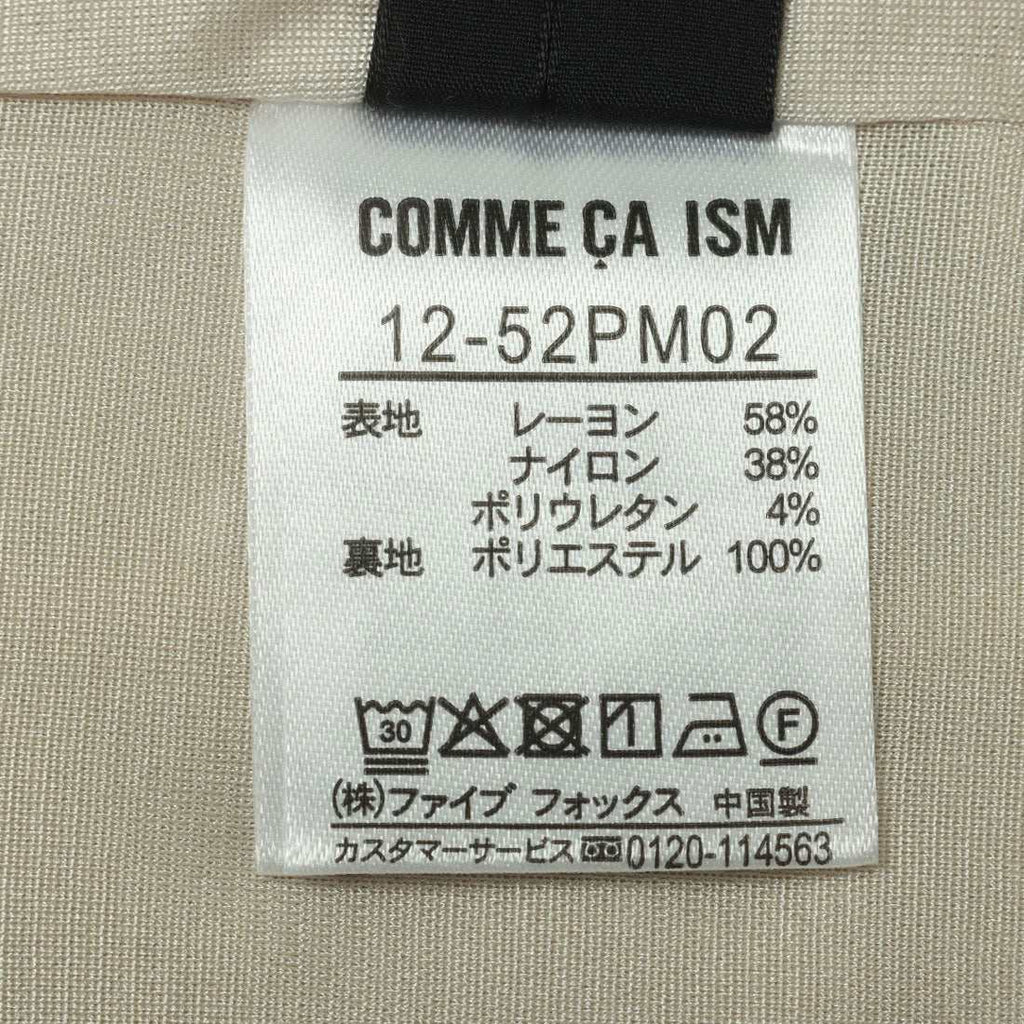 COMME ÇA ISM
12-52PM02
表地 レーヨン 58%
ナイロン 38%
ポリウレタン 4%
裏地 ポリエステル 100%
30 F
(株)ファイブ フォックス 中国製
カスタマーサービス 0120-114563